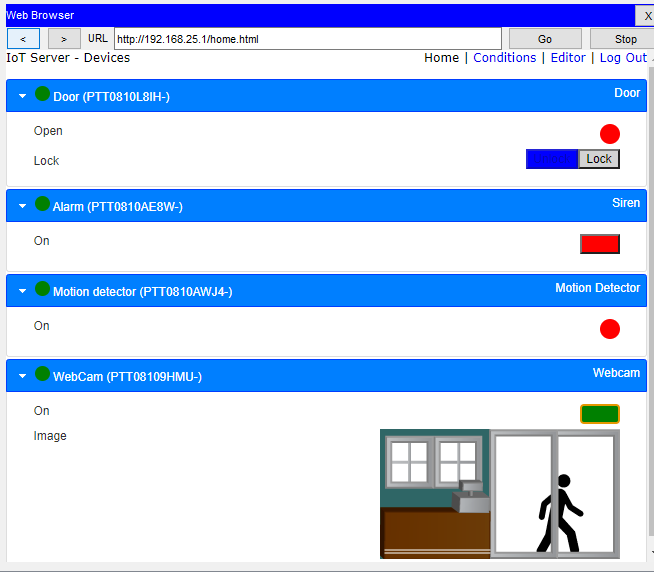 Web Browser X
< > URL http://192.168.25.1/home.html Go Stop
IoT Server - Devices Home | Conditions | Editor | Log Out
Door (PTT0810L8IH-) Door
Open
Lock Unlock Lock
Alarm (PTT0810AE8W-) Siren
On
Motion detector (PTT0810AWJ4-) Motion Detector
On
WebCam (PTT08109HMU-) Webcam
On
Image